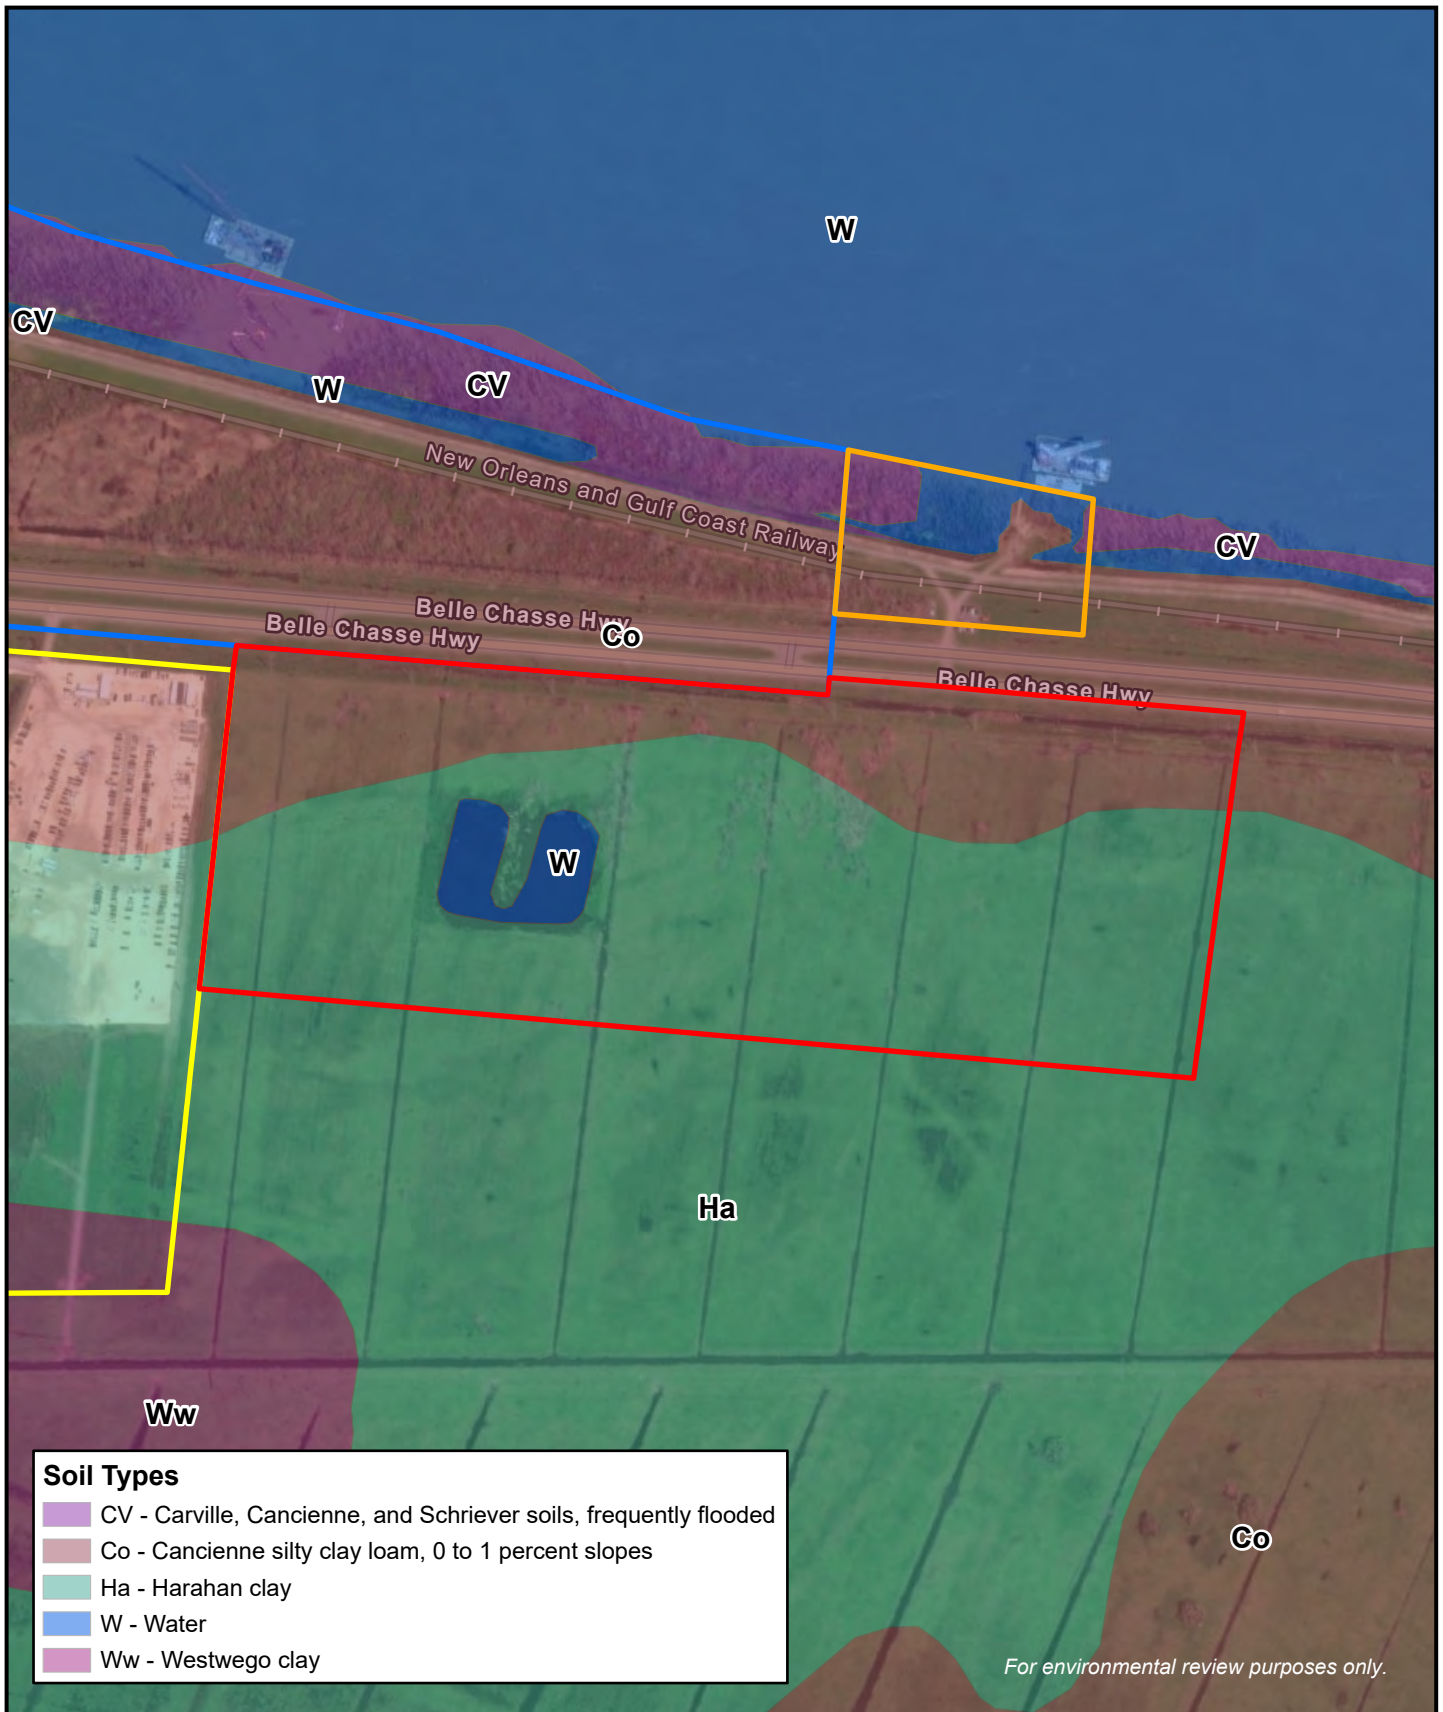 W
CV
W
CV
New Orleans and Gulf Coast Railway
CV
Belle Chasse Hwy
Belle Chasse Hwy
Co
Belle Chasse Hwy
W
Ha
Ww
Co
Soil Types
CV - Carville, Cancienne, and Schriever soils, frequently flooded
Co - Cancienne silty clay loam, 0 to 1 percent slopes
Ha - Harahan clay
W - Water
Ww - Westwego clay
For environmental review purposes only.